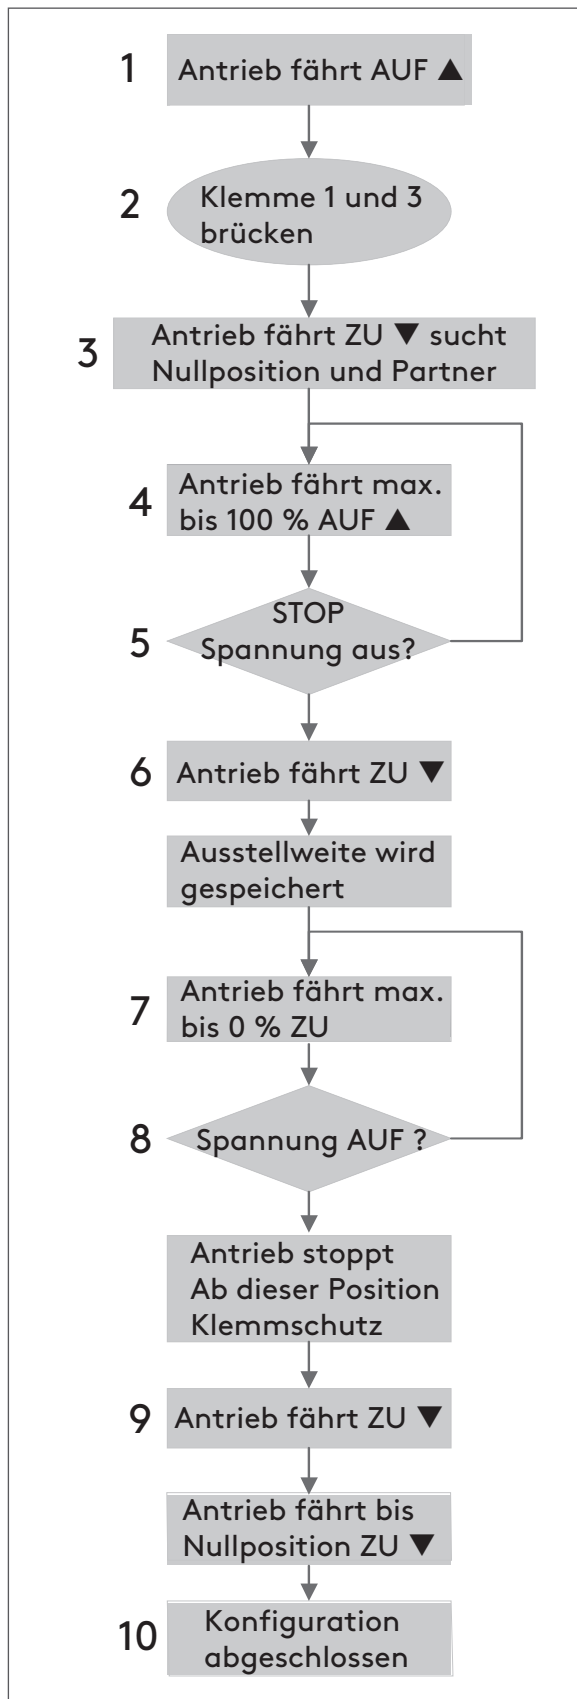 1 Antrieb fährt AUF ▲
2 Klemme 1 und 3
brücken
3 Antrieb fährt ZU ▼ sucht
Nullposition und Partner
4 Antrieb fährt max.
bis 100 % AUF ▲
5 STOP
Spannung aus?
6 Antrieb fährt ZU ▼
Ausstellweite wird
gespeichert
7 Antrieb fährt max.
bis 0 % ZU
8 Spannung AUF ?
Antrieb stoppt
Ab dieser Position
Klemmschutz
9 Antrieb fährt ZU ▼
Antrieb fährt bis
Nullposition ZU ▼
10 Konfiguration
abgeschlossen